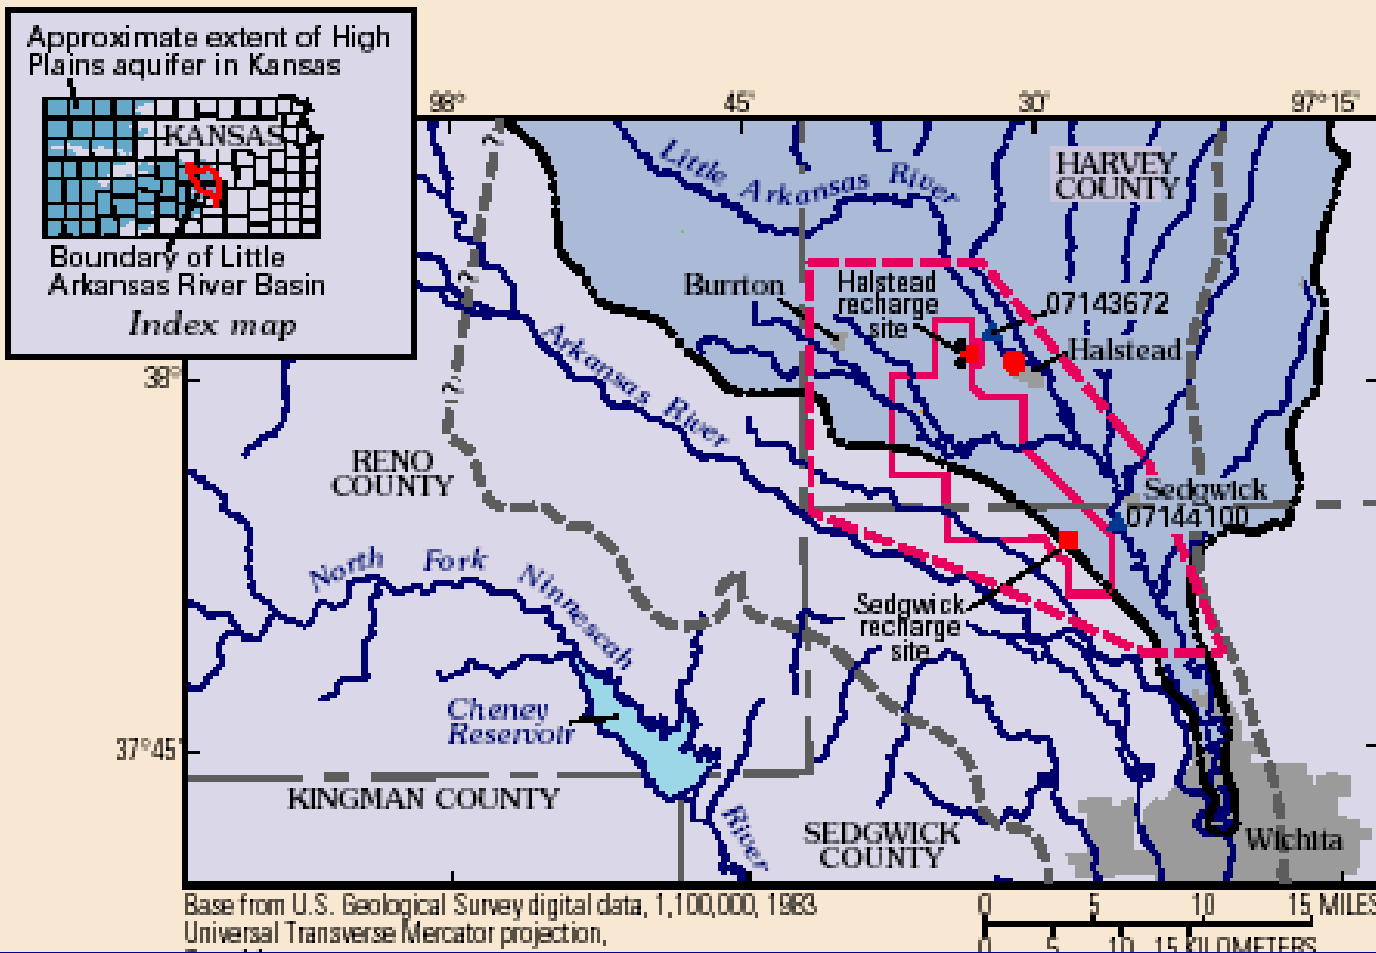 Approximate extent of High
Plains aquifer in Kansas
KANSAS
Boundary of Little
Arkansas River Basin
Index map
98°
45'
30'
97°15'
38°
37°45'
Little Arkansas River
HARVEY
COUNTY
Burrton
Halstead
recharge
site
07143672
Halstead
Arkansas River
RENO
COUNTY
Sedgwick
07144100
North Fork Ninnescah
Sedgwick
recharge
site
Cheney
Reservoir
River
KINGMAN COUNTY
SEDGWICK
COUNTY
Wichita
?
?
?
Base from U.S. Geological Survey digital data, 1,100,000, 1983
Universal Transverse Mercator projection,
0 5 10 15 MILES
0 5 10 15 KILOMETERS